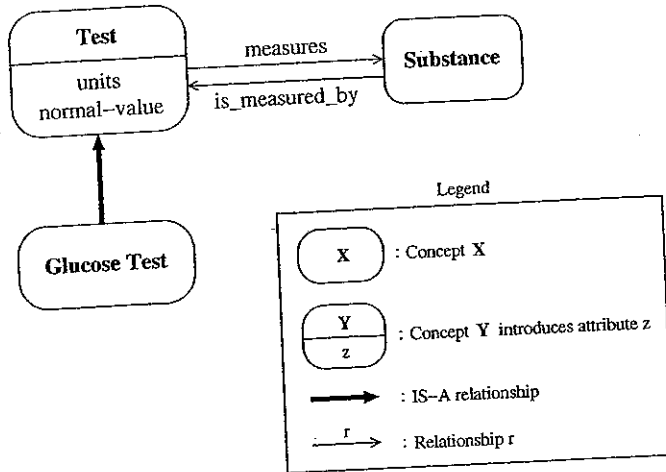 Test
units
normal-value
measures
is_measured_by
Substance
Glucose Test
Legend
X
: Concept X
Y
z
: Concept Y introduces attribute z
: IS-A relationship
r
: Relationship r